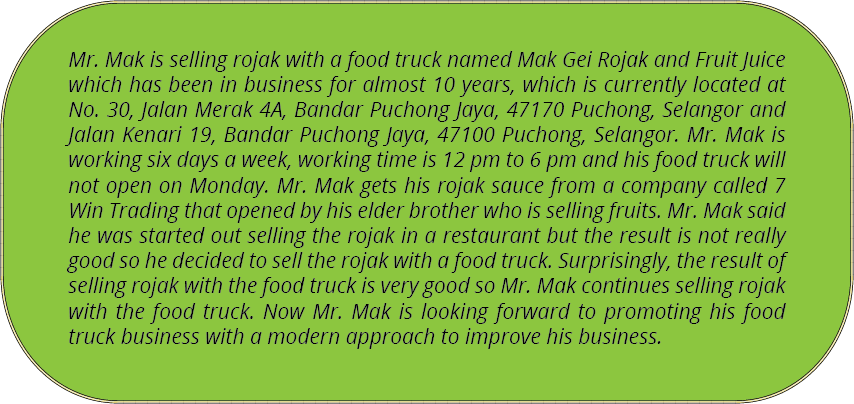 Mr. Mak is selling rojak with a food truck named Mak Gei Rojak and Fruit Juice
which has been in business for almost 10 years, which is currently located at
No. 30, Jalan Merak 4A, Bandar Puchong Jaya, 47170 Puchong, Selangor and
Jalan Kenari 19, Bandar Puchong Jaya, 47100 Puchong, Selangor. Mr. Mak is
working six days a week, working time is 12 pm to 6 pm and his food truck will
not open on Monday. Mr. Mak gets his rojak sauce from a company called 7
Win Trading that opened by his elder brother who is selling fruits. Mr. Mak said
he was started out selling the rojak in a restaurant but the result is not really
good so he decided to sell the rojak with a food truck. Surprisingly, the result of
selling rojak with the food truck is very good so Mr. Mak continues selling rojak
with the food truck. Now Mr. Mak is looking forward to promoting his food
truck business with a modern approach to improve his business.